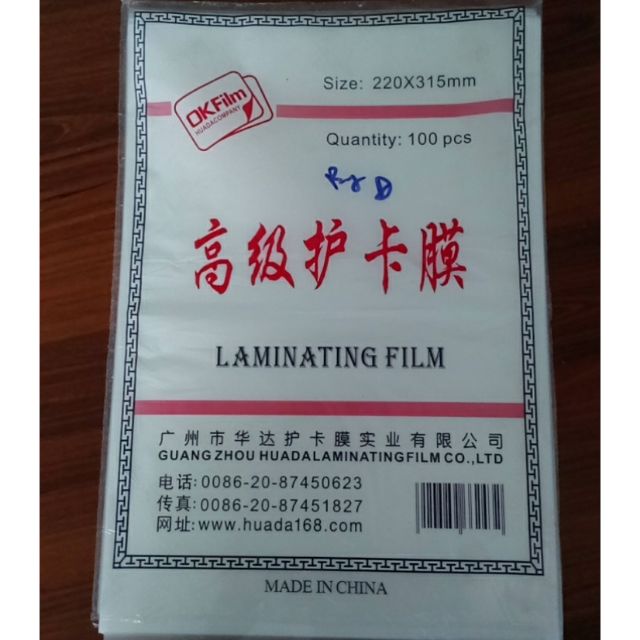 OKFilm
HUADACOMPANY
Size: 220X315mm
Quantity: 100 pcs
高级护卡膜
LAMINATING FILM
广州市华达护卡膜实业有限公司
GUANGZHOU HUADALAMINATINGFILM CO.,LTD
电话:0086-20-87450623
传真:0086-20-87451827
网址:www.huada168.com
MADE IN CHINA